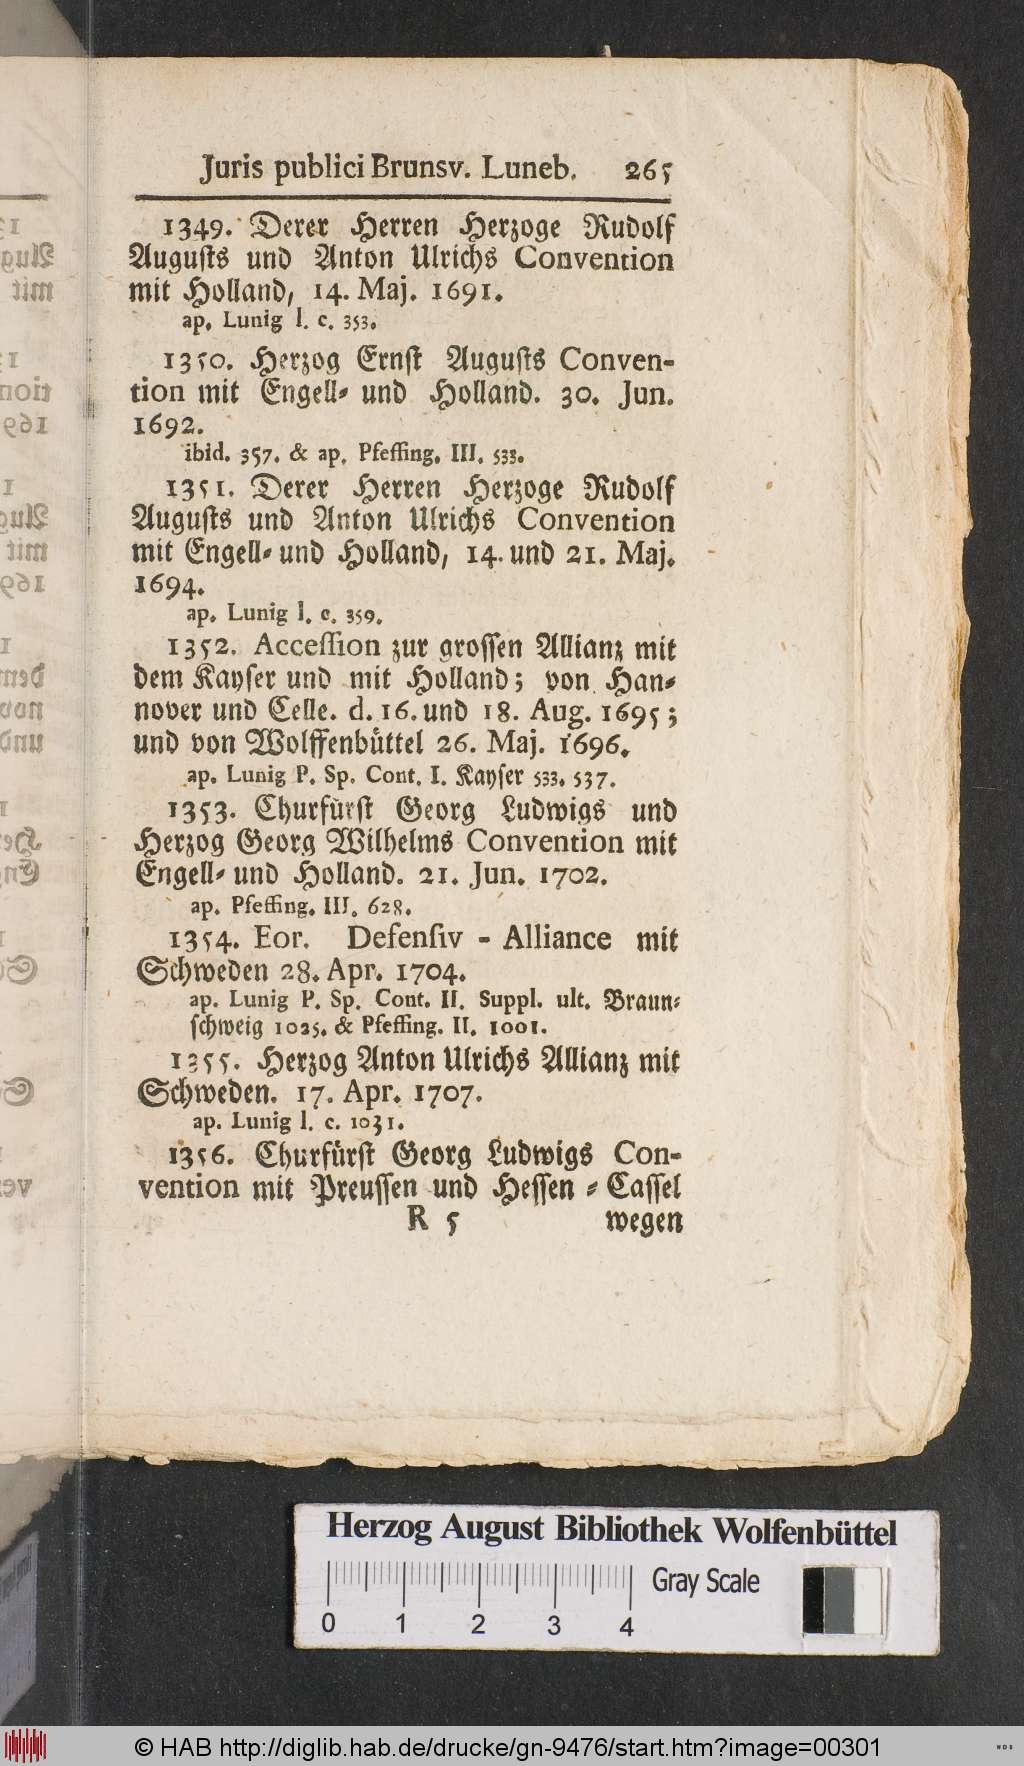 Juris publici Brunsv. Luneb. 265
1349. Derer Herren Herzoge Rudolf
Augusts und Anton Ulrichs Convention
mit Holland, 14. Maj. 1691.
ap. Lunig l. c. 353.
1350. Herzog Ernst Augusts Conven-
tion mit Engell- und Holland. 30. Jun.
1692.
ibid. 357. & ap. Pfeffing. III. 533.
1351. Derer Herren Herzoge Rudolf
Augusts und Anton Ulrichs Convention
mit Engell- und Holland, 14. und 21. Maj.
1694.
ap. Lunig l. c. 359.
1352. Accession zur grossen Allianz mit
dem Kayser und mit Holland; von Han-
nover und Celle. d. 16. und 18. Aug. 1695;
und von Wolffenbüttel 26. Maj. 1696.
ap. Lunig P. Sp. Cont. I. Kayser 533. 537.
1353. Churfürst Georg Ludwigs und
Herzog Georg Wilhelms Convention mit
Engell- und Holland. 21. Jun. 1702.
ap. Pfeffing. III. 628.
1354. Eor. Defensiv - Alliance mit
Schweden 28. Apr. 1704.
ap. Lunig P. Sp. Cont. II. Suppl. ult. Braun-
schweig 1025. & Pfeffing. II. 1001.
1355. Herzog Anton Ulrichs Allianz mit
Schweden. 17. Apr. 1707.
ap. Lunig l. c. 1031.
1356. Churfürst Georg Ludwigs Con-
vention mit Preussen und Hessen - Cassel
R 5 wegen
Herzog August Bibliothek Wolfenbüttel
Gray Scale
0 1 2 3 4
© HAB http://diglib.hab.de/drucke/gn-9476/start.htm?image=00301